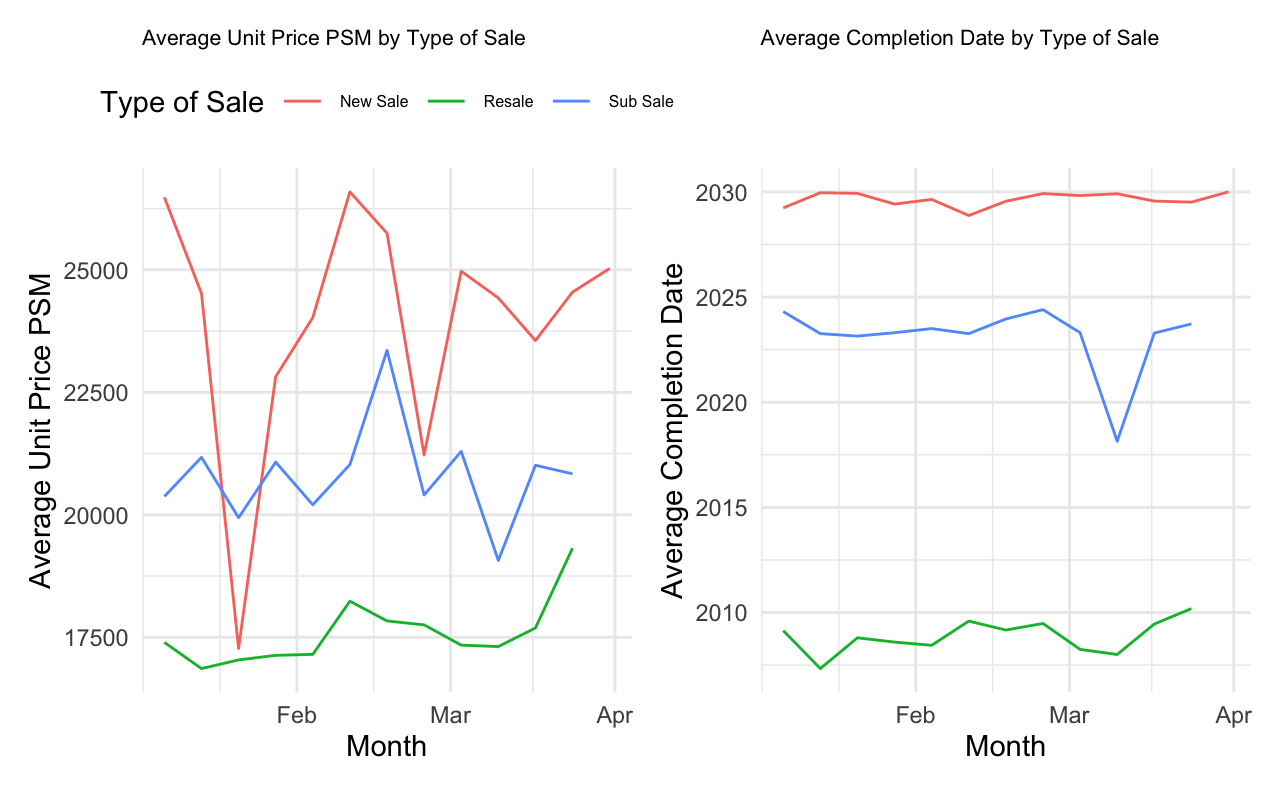 Average Unit Price PSM by Type of Sale
Type of Sale New Sale Resale Sub Sale
Average Unit Price PSM
25000
22500
20000
17500
Feb Mar Apr
Month
Average Completion Date by Type of Sale
Average Completion Date
2030
2025
2020
2015
2010
Feb Mar Apr
Month